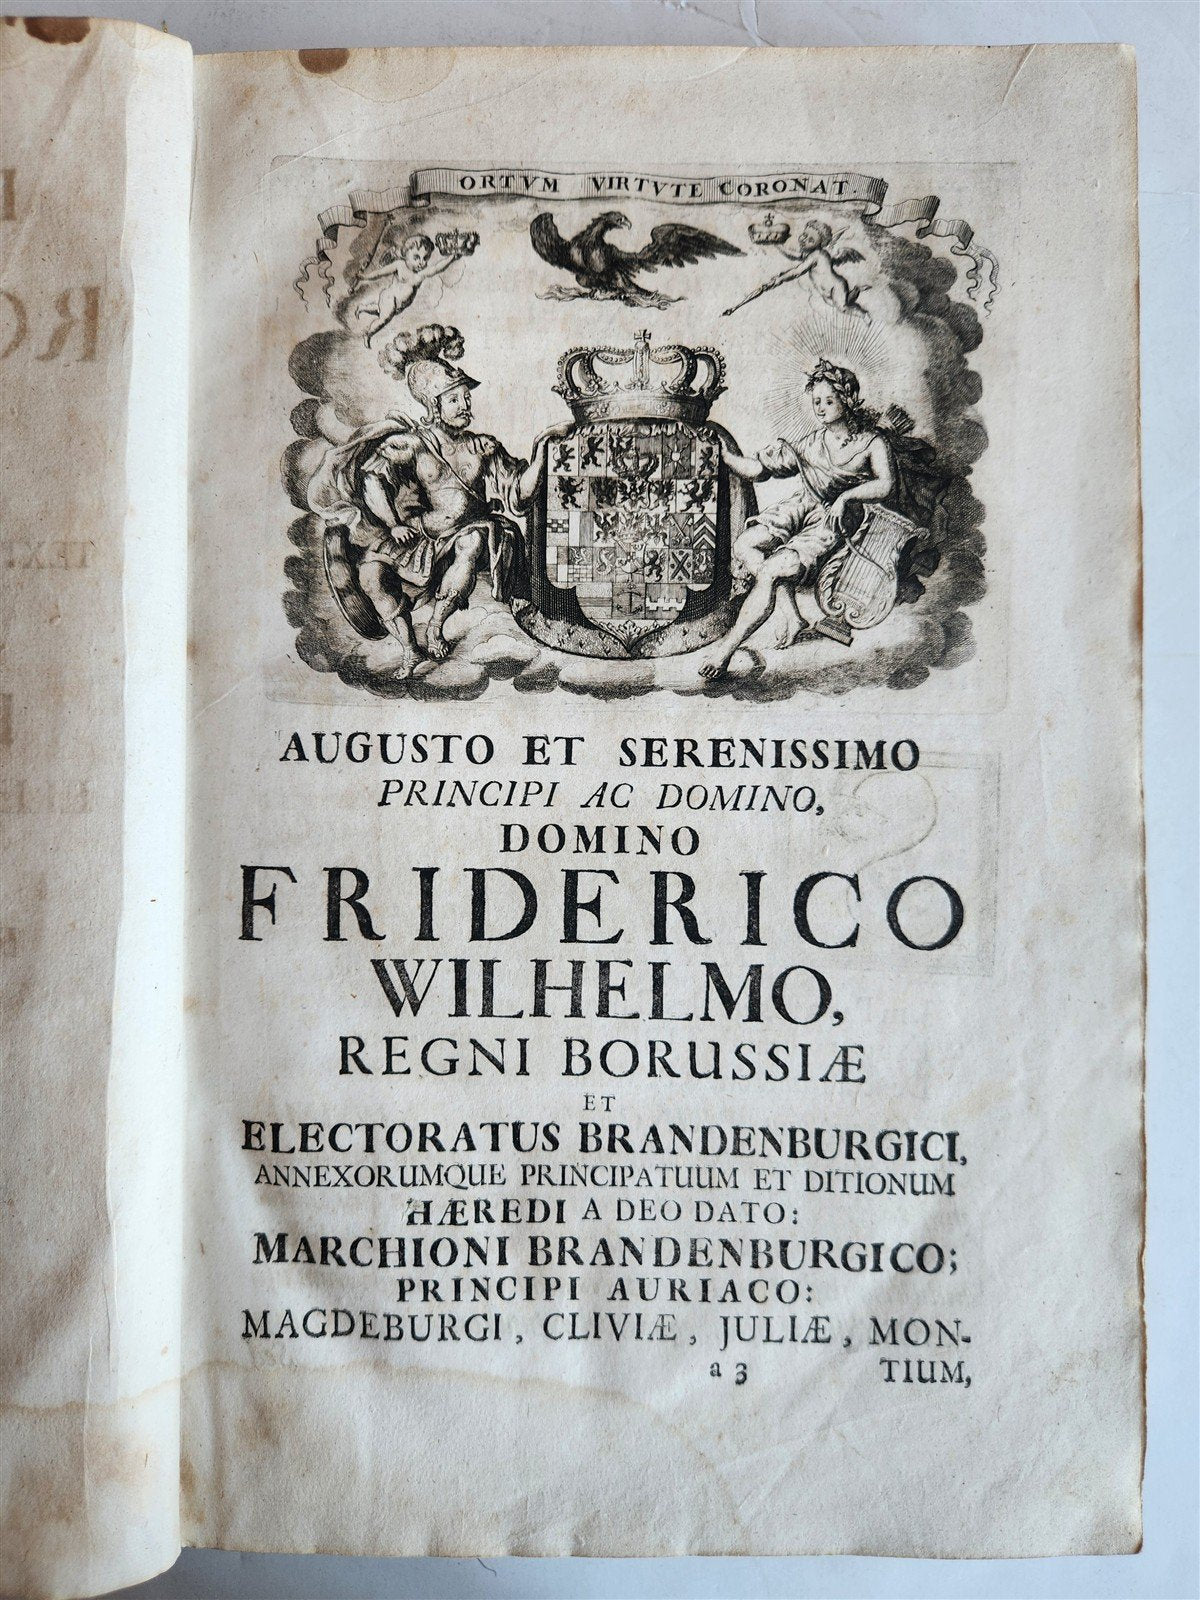 ORTVM VIRTVTE CORONAT.
AUGUSTO ET SERENISSIMO
PRINCIPI AC DOMINO,
DOMINO
FRIDERICO
WILHELMO,
REGNI BORUSSIÆ
ET
ELECTORATUS BRANDENBURGICI,
ANNEXORUMQUE PRINCIPATUUM ET DITIONUM
HÆREDI A DEO DATO:
MARCHIONI BRANDENBURGICO;
PRINCIPI AURIACO:
MAGDEBURGI, CLIVIÆ, JULIÆ, MON-
a 3 TIUM,